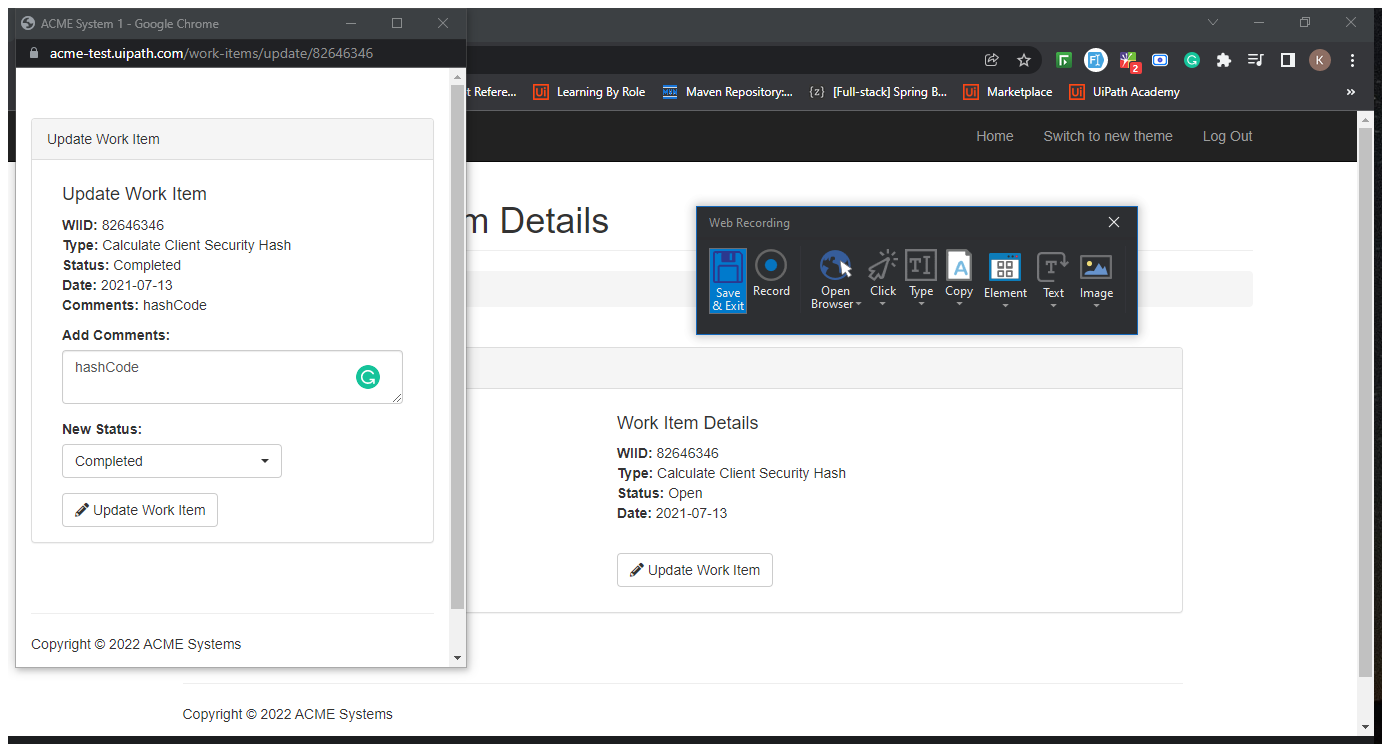 ACME System 1 - Google Chrome
acme-test.uipath.com/work-items/update/82646346
Update Work Item
Update Work Item
WIID: 82646346
Type: Calculate Client Security Hash
Status: Completed
Date: 2021-07-13
Comments: hashCode
Add Comments:
hashCode
New Status:
Completed
Update Work Item
Copyright © 2022 ACME Systems
2
K
t Refere... Ui Learning By Role Maven Repository:... {z} [Full-stack] Spring B... Ui Marketplace Ui UiPath Academy »
Home Switch to new theme Log Out
m Details
Web Recording
Save & Exit
Record
Open Browser
Click
Type
Copy
Element
Text
Image
Work Item Details
WIID: 82646346
Type: Calculate Client Security Hash
Status: Open
Date: 2021-07-13
Update Work Item
Copyright © 2022 ACME Systems